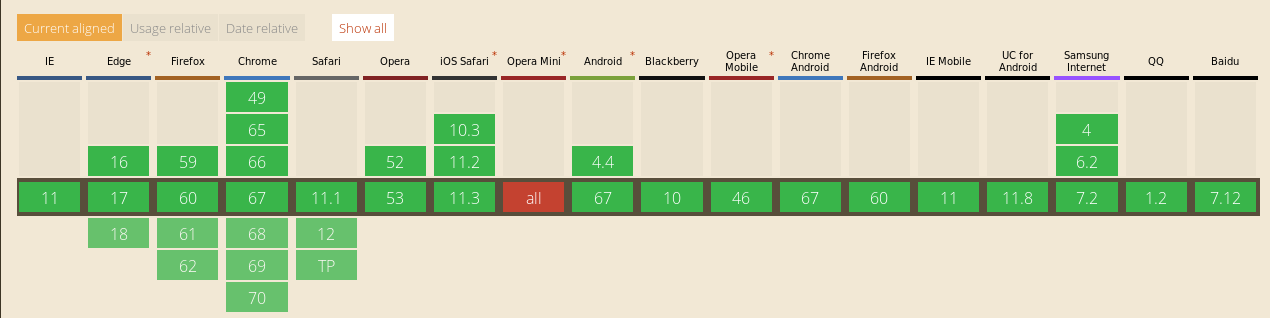 Current aligned Usage relative Date relative Show all
IE Edge * Firefox Chrome Safari Opera iOS Safari * Opera Mini * Android * Blackberry Opera Mobile * Chrome Android Firefox Android IE Mobile UC for Android Samsung Internet QQ Baidu
49
65 10.3 4
16 59 66 52 11.2 4.4 6.2
11 17 60 67 11.1 53 11.3 all 67 10 46 67 60 11 11.8 7.2 1.2 7.12
18 61 68 12
62 69 TP
70